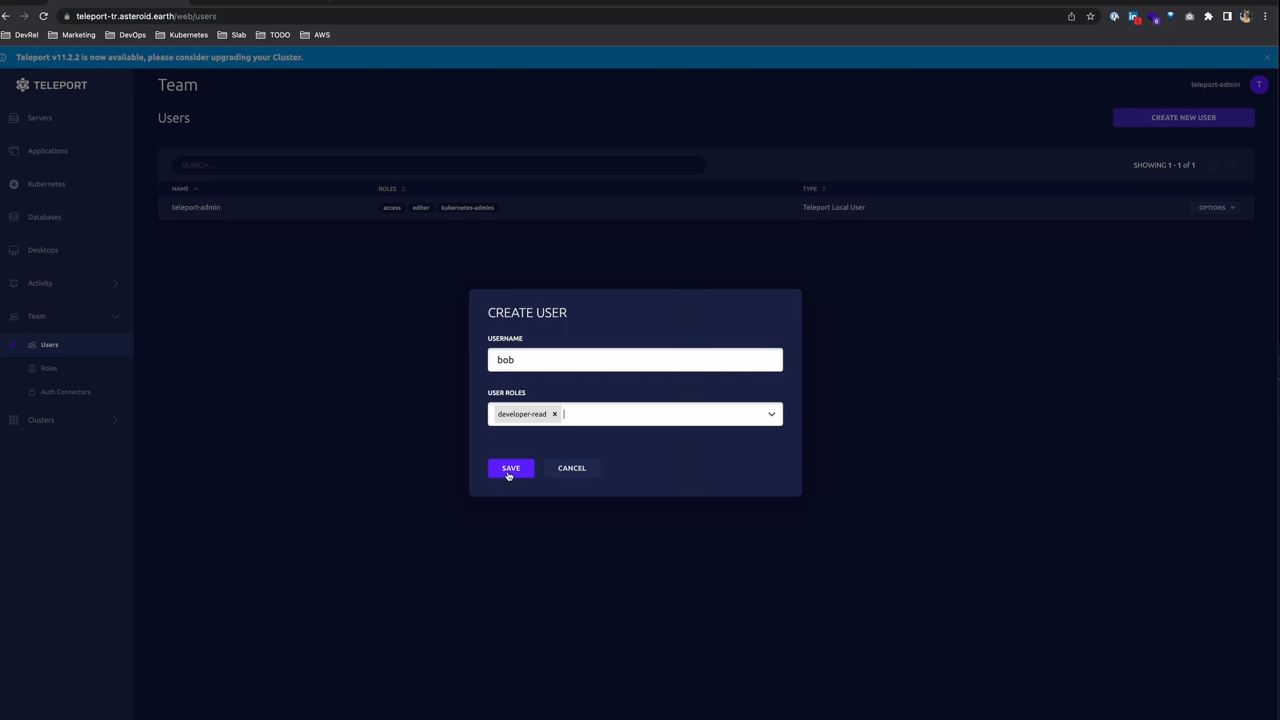 teleport-tr.asteroid.earth/web/users
DevRel Marketing DevOps Kubernetes Slab TODO AWS
Teleport v11.2.2 is now available, please consider upgrading your Cluster.
TELEPORT
Team
teleport-admin T
Users
CREATE NEW USER
Servers
Applications
Kubernetes
Databases
Desktops
Activity
Team
Users
Roles
Auth Connectors
Clusters
SEARCH...
SHOWING 1 - 1 of 1
NAME ROLES TYPE
teleport-admin access editor kubernetes-admins Teleport Local User OPTIONS
CREATE USER
USERNAME
bob
USER ROLES
developer-read
SAVE CANCEL